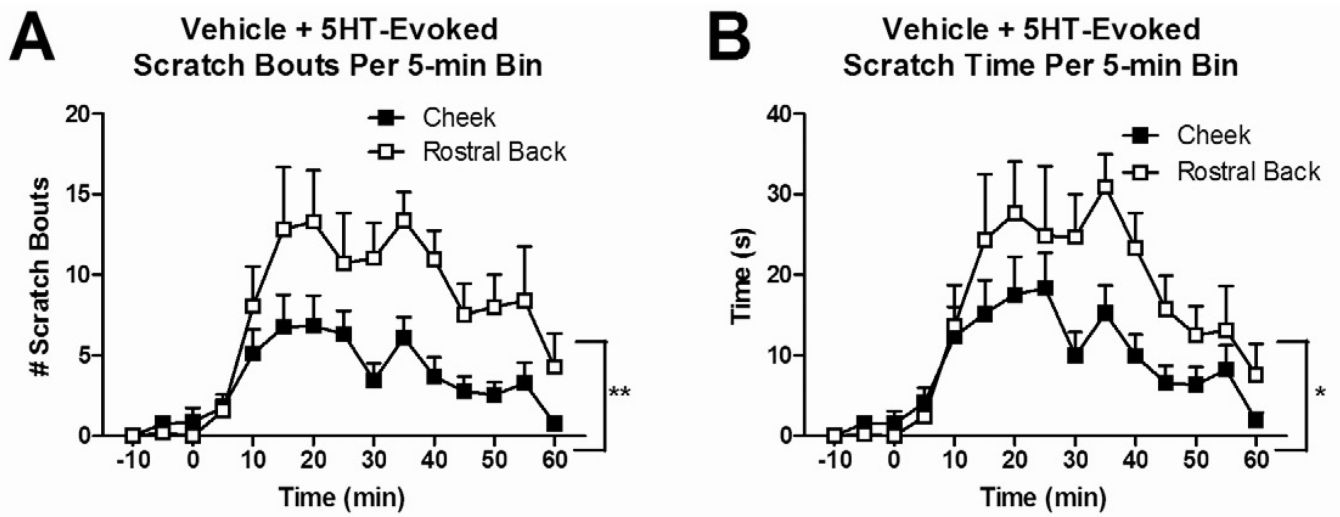 A
Vehicle + 5HT-Evoked
Scratch Bouts Per 5-min Bin
Cheek
Rostral Back
# Scratch Bouts
20
15
10
5
0
-10 0 10 20 30 40 50 60
Time (min)
**
B
Vehicle + 5HT-Evoked
Scratch Time Per 5-min Bin
Cheek
Rostral Back
Time (s)
40
30
20
10
0
-10 0 10 20 30 40 50 60
Time (min)
*